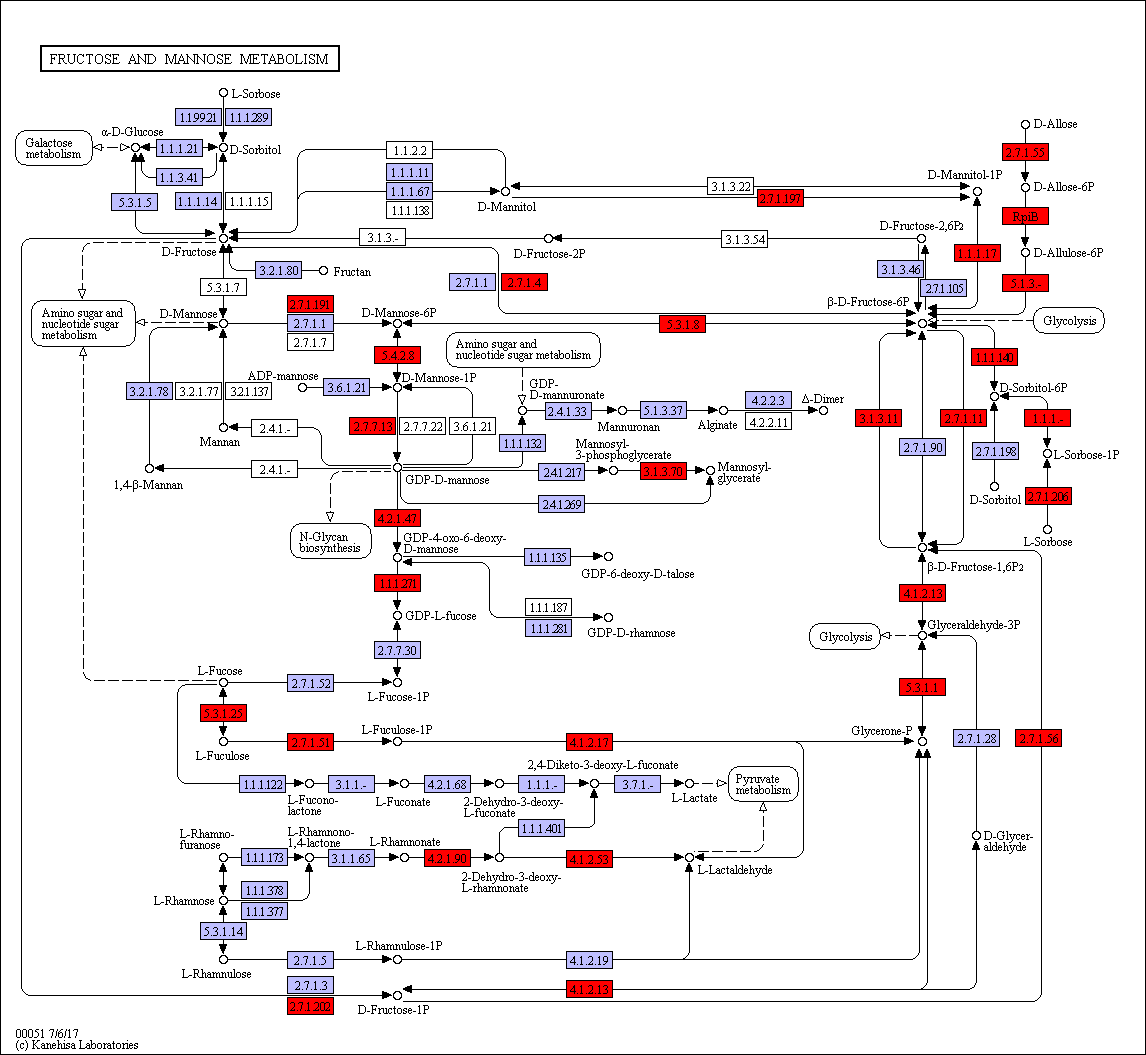 FRUCTOSE AND MANNOSE METABOLISM
L-Sorbose
1.1.99.21
1.1.1.289
α-D-Glucose
Galactose
metabolism
1.1.1.21
D-Sorbitol
1.1.3.41
5.3.1.5
1.1.1.14
1.1.1.15
1.1.2.2
1.1.1.11
1.1.1.67
1.1.1.138
D-Mannitol
3.1.3.22
2.7.1.197
D-Mannitol-1P
D-Allose
2.7.1.55
D-Allose-6P
RpiB
D-Allulose-6P
5.1.3.-
D-Fructose
3.1.3.-
D-Fructose-2P
3.1.3.54
D-Fructose-2,6P2
1.1.1.17
3.2.1.80
Fructan
5.3.1.7
2.7.1.1
2.7.1.4
3.1.3.46
2.7.1.105
β-D-Fructose-6P
Amino sugar and
nucleotide sugar
metabolism
D-Mannose
2.7.1.191
2.7.1.1
2.7.1.7
D-Mannose-6P
5.3.1.8
Glycolysis
5.4.2.8
Amino sugar and
nucleotide sugar metabolism
1.1.1.140
ADP-mannose
3.6.1.21
D-Mannose-1P
GDP-
D-mannuronate
D-Sorbitol-6P
3.2.1.78
3.2.1.77
3.2.1.137
2.4.1.33
Mannuronan
5.1.3.37
Alginate
4.2.2.3
4.2.2.11
Δ-Dimer
Mannan
2.4.1.-
2.7.7.13
2.7.7.22
3.6.1.21
1.1.1.132
3.1.3.11
2.7.1.11
1.1.1.-
2.7.1.90
2.7.1.198
L-Sorbose-1P
Mannosyl-
3-phosphoglycerate
1,4-β-Mannan
2.4.1.-
GDP-D-mannose
2.4.1.217
3.1.3.70
Mannosyl-
glycerate
2.4.1.269
D-Sorbitol
2.7.1.206
L-Sorbose
N-Glycan
biosynthesis
4.2.1.47
GDP-4-oxo-6-deoxy-
D-mannose
1.1.1.135
GDP-6-deoxy-D-talose
β-D-Fructose-1,6P2
1.1.1.271
4.1.2.13
GDP-L-fucose
1.1.1.187
1.1.1.281
GDP-D-rhamnose
Glycolysis
Glyceraldehyde-3P
2.7.7.30
L-Fucose
2.7.1.52
L-Fucose-1P
5.3.1.1
5.3.1.25
L-Fuculose
2.7.1.51
L-Fuculose-1P
4.1.2.17
Glycerone-P
2.7.1.28
2.7.1.56
1.1.1.122
L-Fucono-
lactone
3.1.1.-
L-Fuconate
4.2.1.68
2-Dehydro-3-deoxy-
L-fuconate
1.1.1.-
2,4-Diketo-3-deoxy-L-fuconate
3.7.1.-
L-Lactate
Pyruvate
metabolism
1.1.1.401
L-Rhamno-
furanose
1.1.1.173
L-Rhamnono-
1,4-lactone
3.1.1.65
L-Rhamnonate
4.2.1.90
2-Dehydro-3-deoxy-
L-rhamnonate
4.1.2.53
L-Lactaldehyde
D-Glycer-
aldehyde
1.1.1.378
1.1.1.377
L-Rhamnose
5.3.1.14
L-Rhamnulose
2.7.1.5
L-Rhamnulose-1P
4.1.2.19
2.7.1.3
2.7.1.202
D-Fructose-1P
4.1.2.13
00051 7/6/17
(c) Kanehisa Laboratories